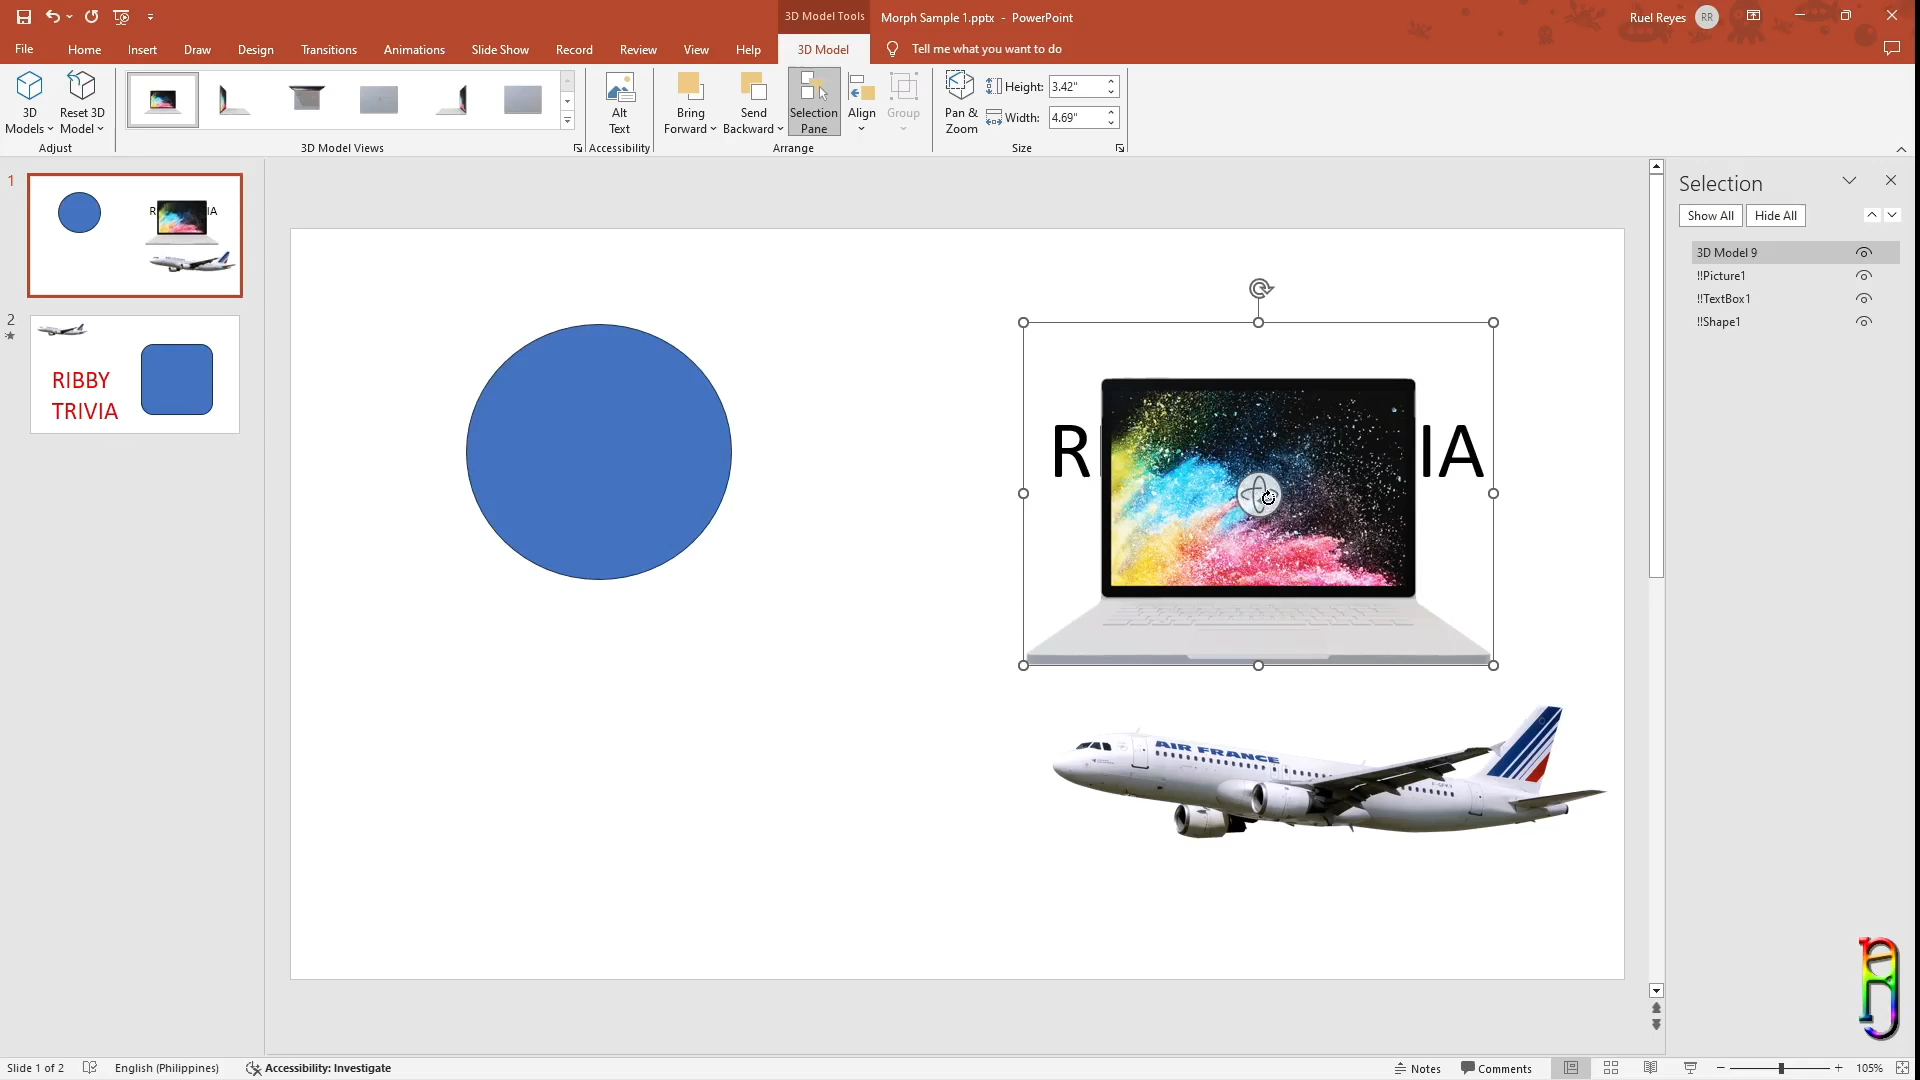 3D Model Tools
Morph Sample 1.pptx - PowerPoint
Ruel Reyes
RR
File
Home
Insert
Draw
Design
Transitions
Animations
Slide Show
Record
Review
View
Help
3D Model
Tell me what you want to do
3D
Models
Reset 3D
Model
Adjust
3D Model Views
Alt
Text
Accessibility
Bring
Forward
Send
Backward
Selection
Pane
Align
Group
Arrange
Pan &
Zoom
Height: 3.42"
Width: 4.69"
Size
1
R IA
2
RIBBY
TRIVIA
R IA
AIR FRANCE
Selection
Show All
Hide All
3D Model 9
!!Picture1
!!TextBox1
!!Shape1
Slide 1 of 2
English (Philippines)
Accessibility: Investigate
Notes
Comments
105%